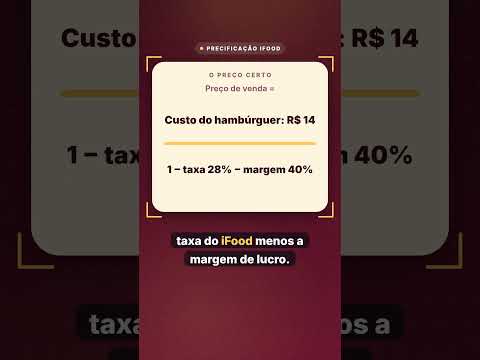 PRECIFICAÇÃO IFOOD
O PREÇO CERTO
Preço de venda =
Custo do hambúrguer: R$ 14
1 – taxa 28% – margem 40%
taxa do iFood menos a
margem de lucro.